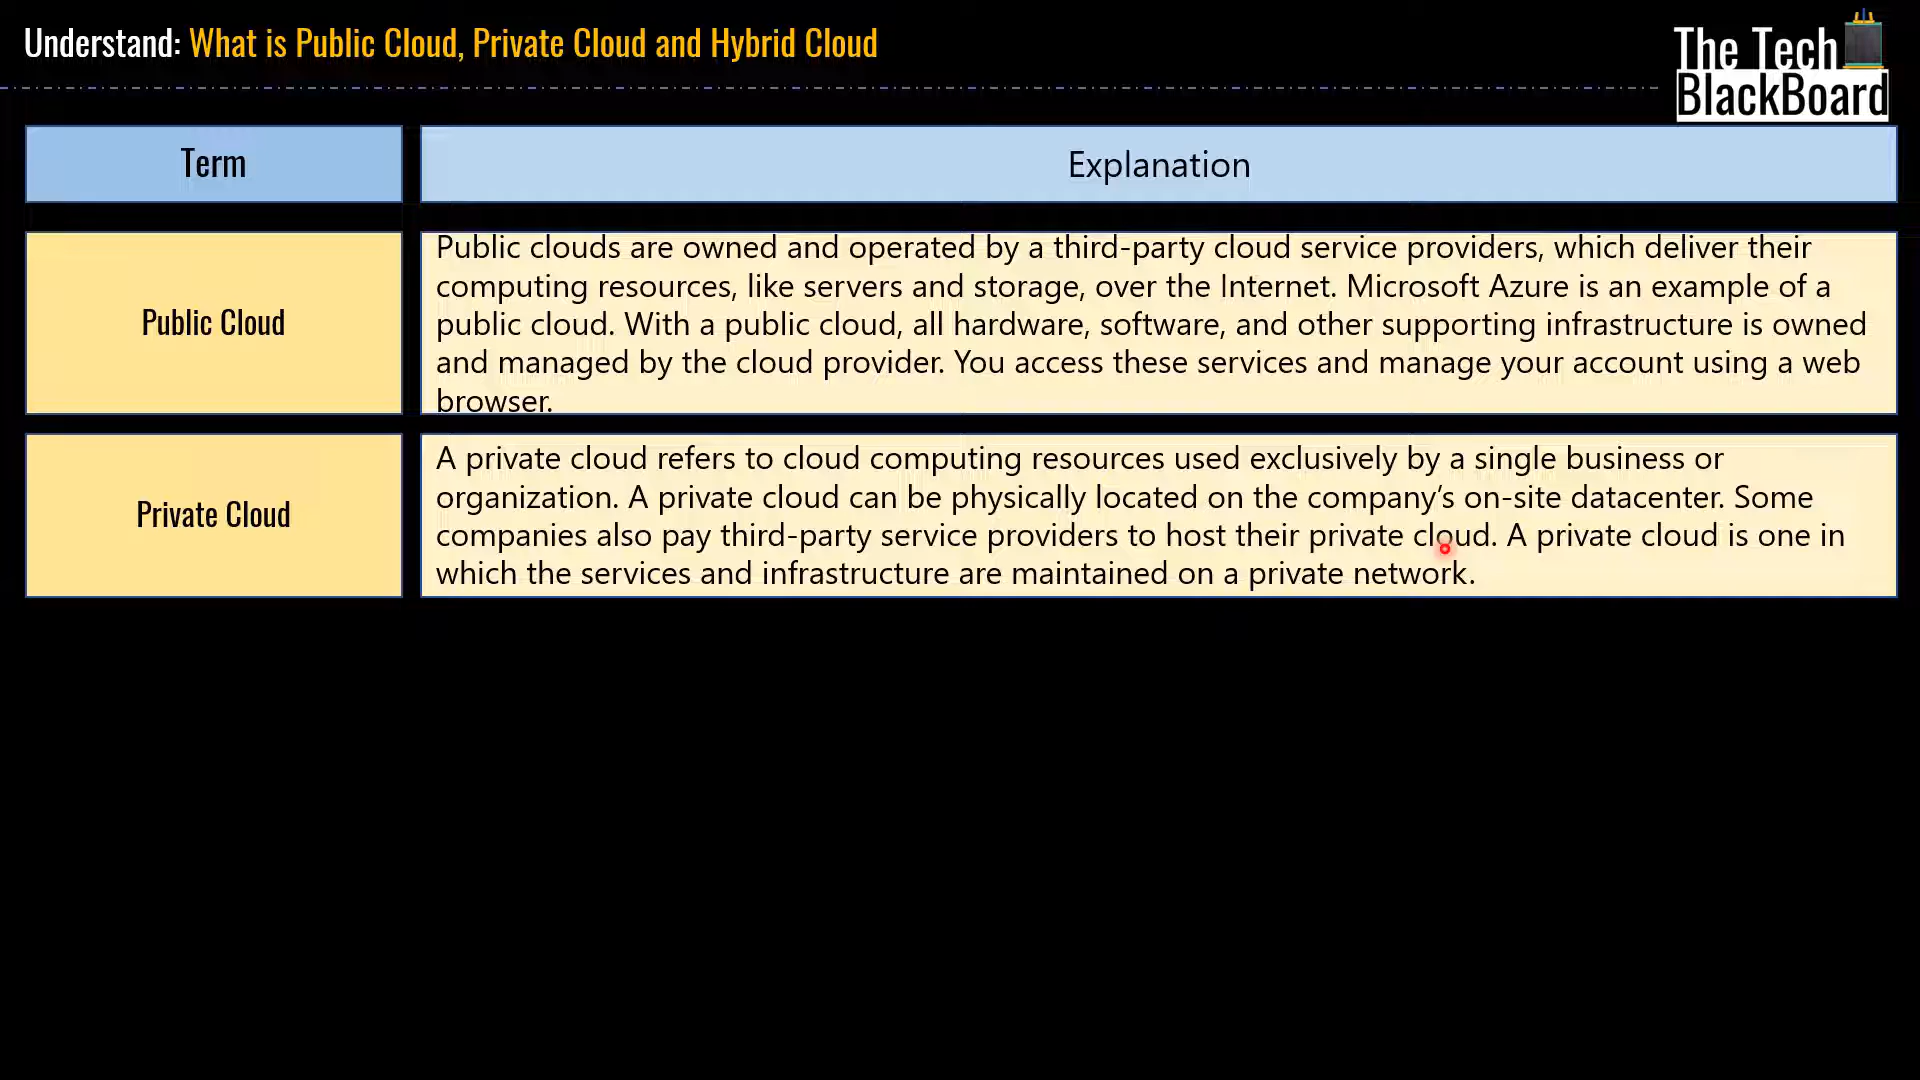 Understand: What is Public Cloud, Private Cloud and Hybrid Cloud
The Tech
BlackBoard
Term
Explanation
Public Cloud
Public clouds are owned and operated by a third-party cloud service providers, which deliver their
computing resources, like servers and storage, over the Internet. Microsoft Azure is an example of a
public cloud. With a public cloud, all hardware, software, and other supporting infrastructure is owned
and managed by the cloud provider. You access these services and manage your account using a web
browser.
Private Cloud
A private cloud refers to cloud computing resources used exclusively by a single business or
organization. A private cloud can be physically located on the company’s on-site datacenter. Some
companies also pay third-party service providers to host their private cloud. A private cloud is one in
which the services and infrastructure are maintained on a private network.